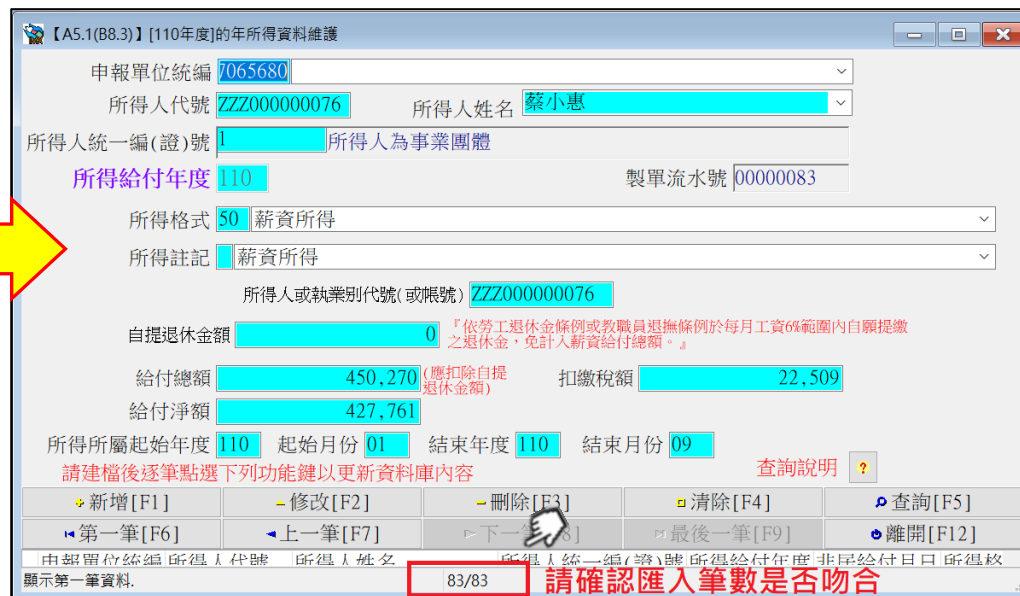 【A5.1(B8.3)】[110年度]的年所得資料維護
申報單位統編 7065680
所得人代號 ZZZ000000076 所得人姓名 蔡小惠
所得人統一編(證)號 1 所得人為事業團體
所得給付年度 110 製單流水號 00000083
所得格式 50 薪資所得
所得註記 薪資所得
所得人或執業別代號(或帳號) ZZZ000000076
自提退休金額 0 『依勞工退休金條例或教職員退撫條例於每月工資6%範圍內自願提繳
之退休金，免計入薪資給付總額。』
給付總額 450,270 (應扣除自提
退休金額) 扣繳稅額 22,509
給付淨額 427,761
所得所屬起始年度 110 起始月份 01 結束年度 110 結束月份 09
請建檔後逐筆點選下列功能鍵以更新資料庫內容 查詢說明 ?
新增[F1] 修改[F2] 刪除[F3] 清除[F4] 查詢[F5]
第一筆[F6] 上一筆[F7] 下一筆 8] 最後一筆[F9] 離開[F12]
申報單位統編 所得人代號 所得人姓名 所得人統一編(證)號 所得給付年度 非居給付月日 所得格
顯示第一筆資料. 83/83 請確認匯入筆數是否吻合